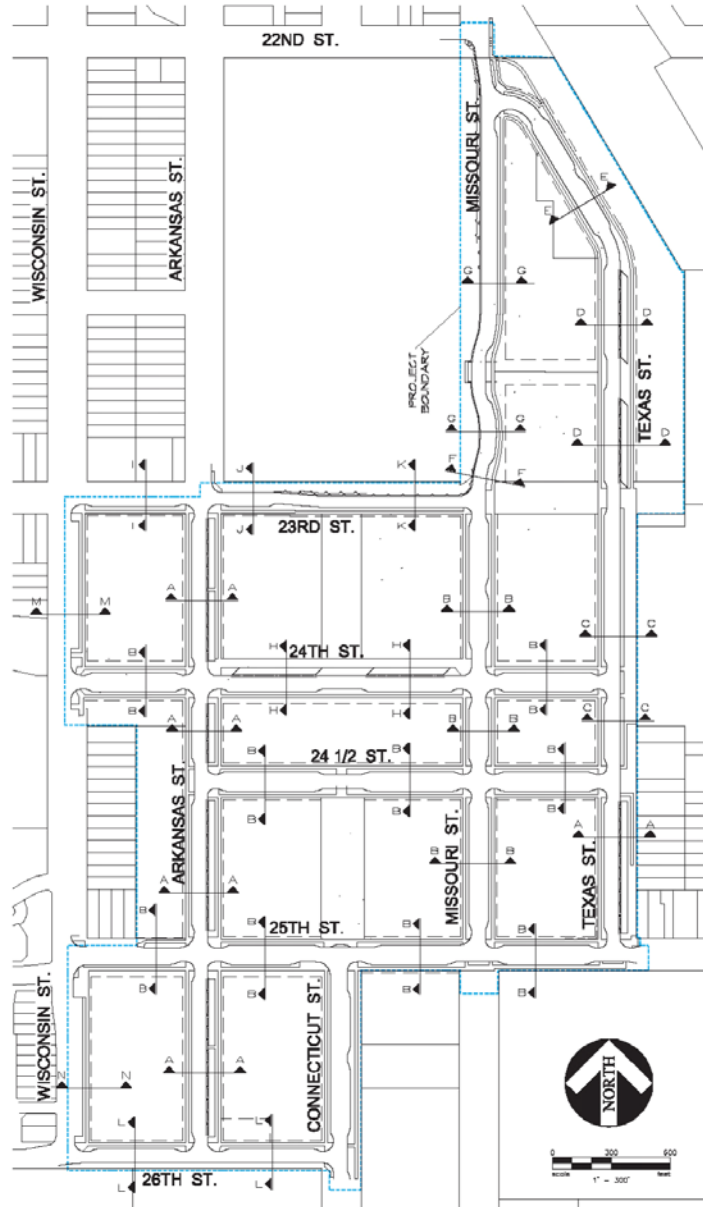 22ND ST.
MISSOURI ST.
WISCONSIN ST.
ARKANSAS ST.
E
E
G
G
D
D
PROJECT
BOUNDARY
TEXAS ST.
G
G
D
D
F
F
I
J
K
I
J
K
23RD ST.
A
A
M
M
B
B
C
C
24TH ST.
B
H
H
B
B
H
H
B
C
C
A
A
B
B
24 1/2 ST.
B
B
B
B
B
B
ARKANSAS ST.
MISSOURI ST.
TEXAS ST.
A
A
B
B
A
A
25TH ST.
B
B
B
B
B
B
B
B
WISCONSIN ST.
CONNECTICUT ST.
A
A
N
N
L
L
L
L
26TH ST.
NORTH
0
300
600
scale
feet
1" = 300'